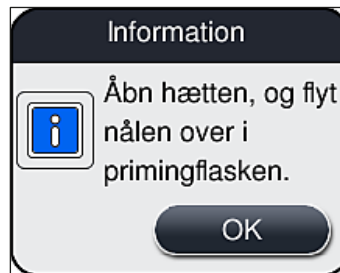 Information
Åbn hætten, og flyt
nålen over i
primingflasken.
OK